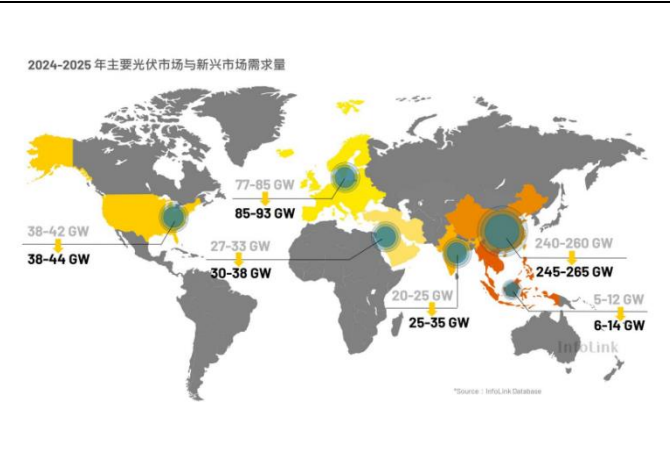 2024-2025 年主要光伏市场与新兴市场需求量
77-85 GW
85-93 GW
38-42 GW
38-44 GW
27-33 GW
30-38 GW
240-260 GW
245-265 GW
20-25 GW
25-35 GW
5-12 GW
6-14 GW
InfoLink
*Source：InfoLink Database